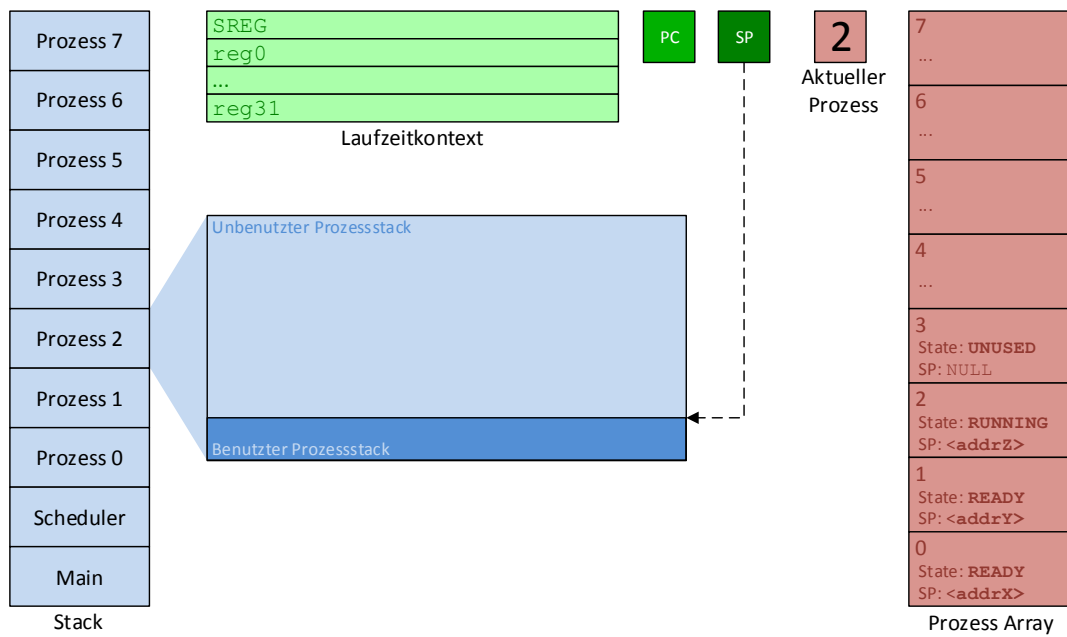 Prozess 7
Prozess 6
Prozess 5
Prozess 4
Prozess 3
Prozess 2
Prozess 1
Prozess 0
Scheduler
Main
Stack
SREG
reg0
...
reg31
Laufzeitkontext
PC
SP
2
Aktueller
Prozess
Unbenutzter Prozessstack
Benutzter Prozessstack
7
...
6
...
5
...
4
...
3
State: UNUSED
SP: NULL
2
State: RUNNING
SP: <addrZ>
1
State: READY
SP: <addrY>
0
State: READY
SP: <addrX>
Prozess Array